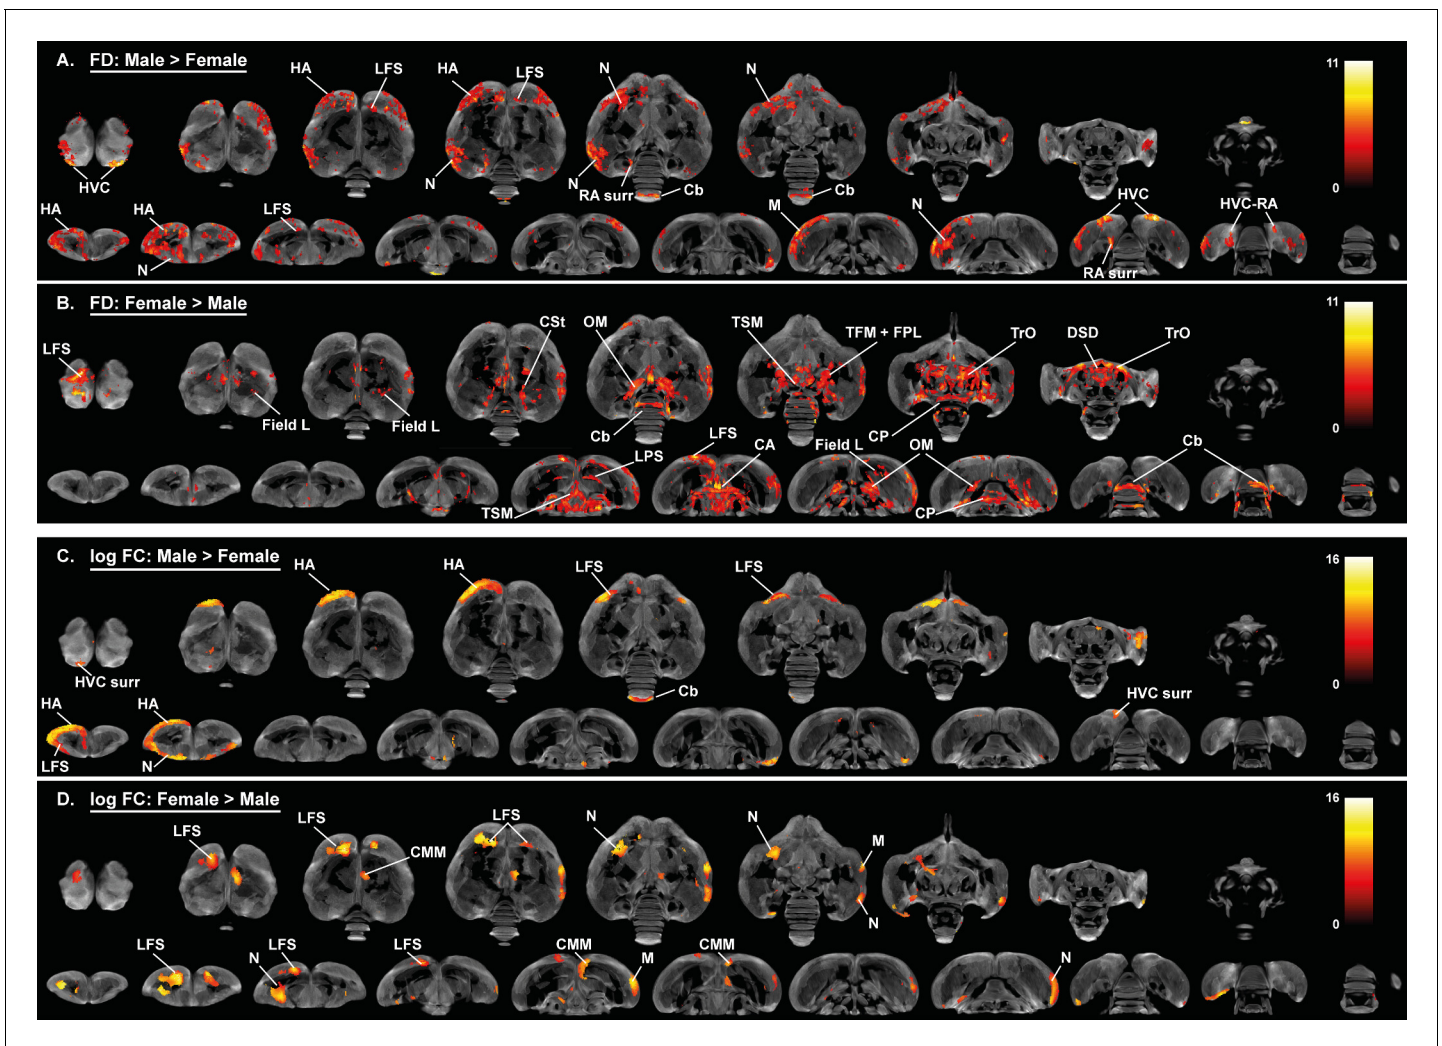 A. FD: Male > Female
HA LFS HA LFS N N 11
HVC N N RA surr Cb Cb 0
HA HA LFS M N HVC HVC-RA
N RA surr
B. FD: Female > Male
11
LFS CSt OM TSM TFM + FPL TrO DSD TrO
Field L Field L Cb CP 0
LFS CA Field L OM Cb
LPS
TSM CP
C. log FC: Male > Female
16
HA HA LFS LFS
HVC surr Cb HVC surr 0
HA HA
LFS N
D. log FC: Female > Male
16
LFS LFS LFS N N M
CMM
N 0
LFS LFS LFS CMM CMM N
N M